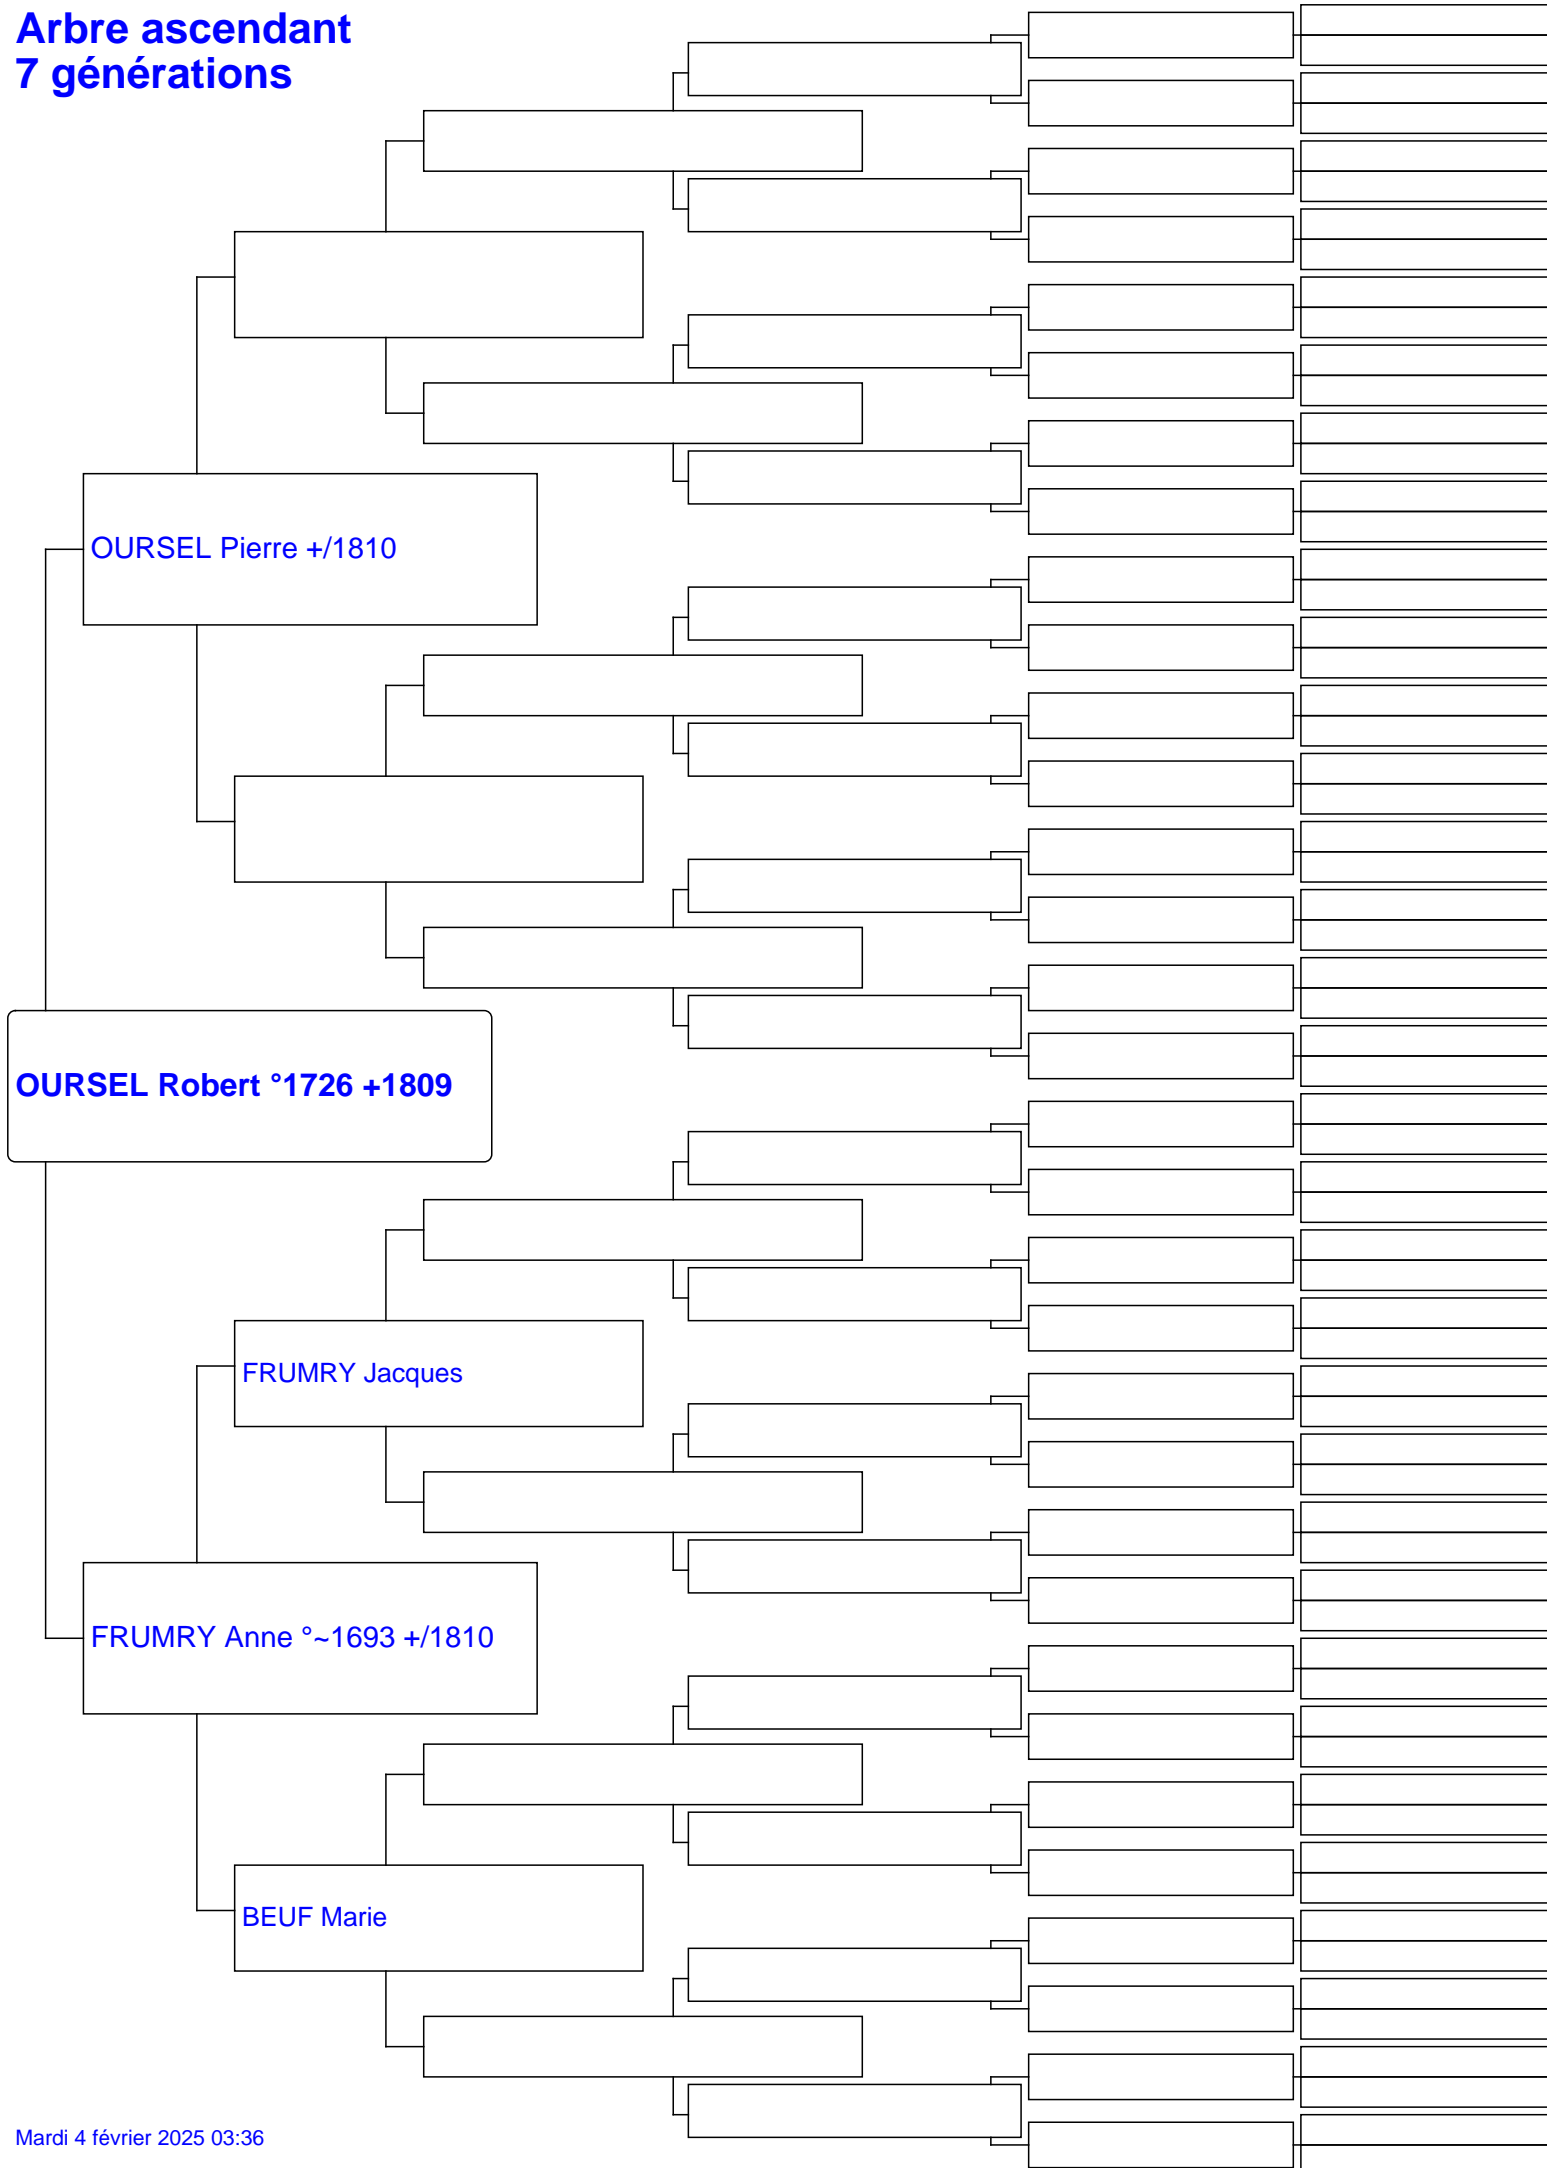 Arbre ascendant
7 générations
OURSEL Pierre +/1810
OURSEL Robert °1726 +1809
FRUMRY Jacques
FRUMRY Anne °~1693 +/1810
BEUF Marie
Mardi 4 février 2025 03:36